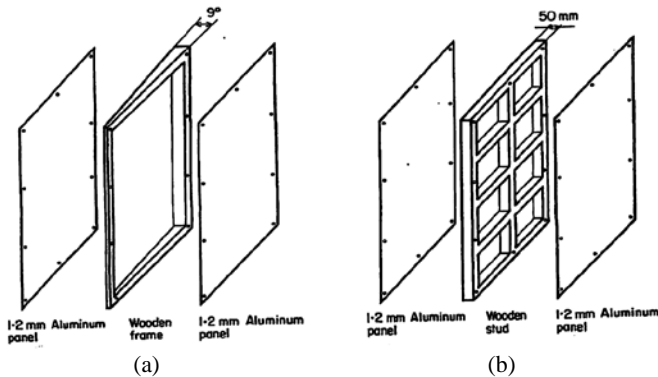 9°
50 mm
1·2 mm Aluminum panel
Wooden frame
1·2 mm Aluminum panel
1·2 mm Aluminum panel
Wooden stud
1·2 mm Aluminum panel
(a)
(b)